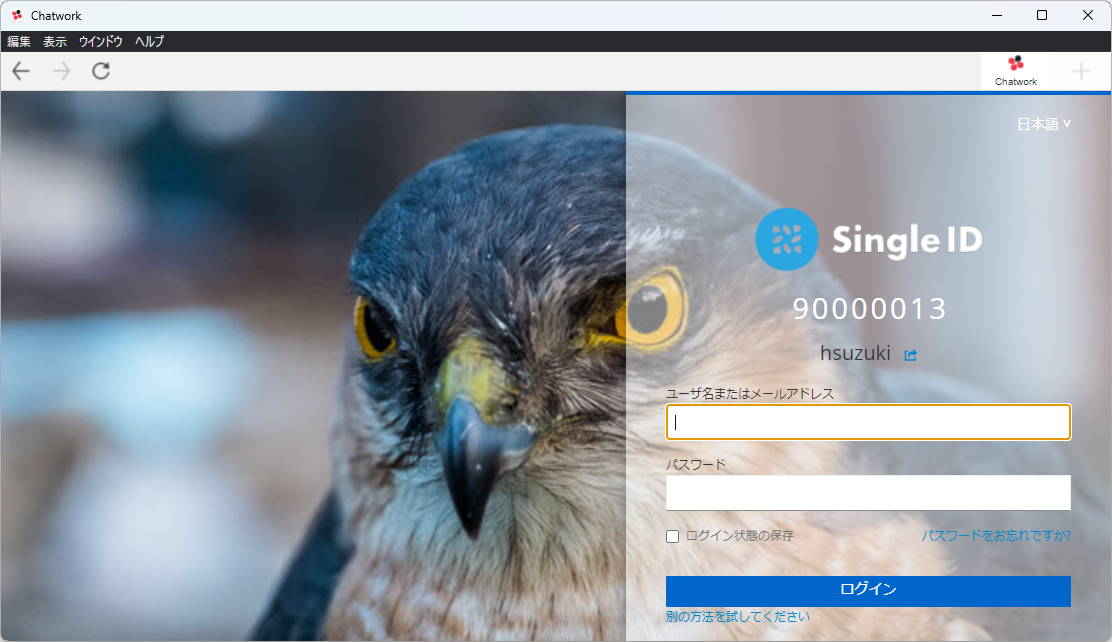 Chatwork
編集 表示 ウインドウ ヘルプ
Chatwork
日本語 ˅
Single ID
90000013
hsuzuki
ユーザ名またはメールアドレス
パスワード
ログイン状態の保存 パスワードをお忘れですか?
ログイン
別の方法を試してください